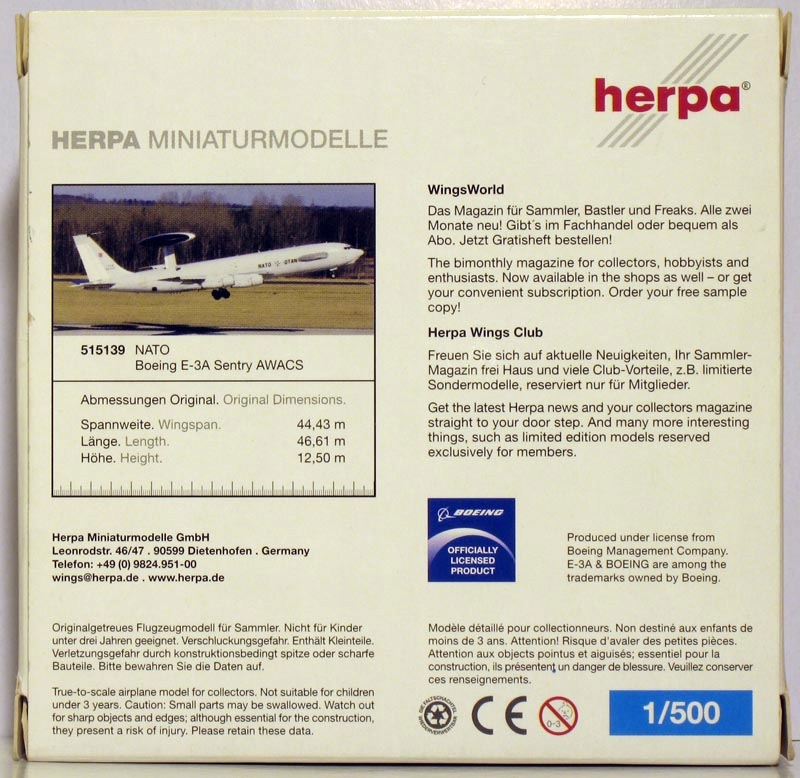 herpa®
HERPA MINIATURMODELLE
NATO OTAN
515139 NATO
Boeing E-3A Sentry AWACS
Abmessungen Original. Original Dimensions.
Spannweite. Wingspan. 44,43 m
Länge. Length. 46,61 m
Höhe. Height. 12,50 m
WingsWorld
Das Magazin für Sammler, Bastler und Freaks. Alle zwei
Monate neu! Gibt´s im Fachhandel oder bequem als
Abo. Jetzt Gratisheft bestellen!
The bimonthly magazine for collectors, hobbyists and
enthusiasts. Now available in the shops as well – or get
your convenient subscription. Order your free sample
copy!
Herpa Wings Club
Freuen Sie sich auf aktuelle Neuigkeiten, Ihr Sammler-
Magazin frei Haus und viele Club-Vorteile, z.B. limitierte
Sondermodelle, reserviert nur für Mitglieder.
Get the latest Herpa news and your collectors magazine
straight to your door step. And many more interesting
things, such as limited edition models reserved
exclusively for members.
Herpa Miniaturmodelle GmbH
Leonrodstr. 46/47 . 90599 Dietenhofen . Germany
Telefon: +49 (0) 9824.951-00
wings@herpa.de . www.herpa.de
BOEING
OFFICIALLY
LICENSED
PRODUCT
Produced under license from
Boeing Management Company.
E-3A & BOEING are among the
trademarks owned by Boeing.
Originalgetreues Flugzeugmodell für Sammler. Nicht für Kinder
unter drei Jahren geeignet. Verschluckungsgefahr. Enthält Kleinteile.
Verletzungsgefahr durch konstruktionsbedingt spitze oder scharfe
Bauteile. Bitte bewahren Sie die Daten auf.
True-to-scale airplane model for collectors. Not suitable for children
under 3 years. Caution: Small parts may be swallowed. Watch out
for sharp objects and edges; although essential for the construction,
they present a risk of injury. Please retain these data.
Modèle détaillé pour collectionneurs. Non destiné aux enfants de
moins de 3 ans. Attention! Risque d'avaler des petites pièces.
Attention aux objets pointus et aiguisés; essentiel pour la
construction, ils présentent un danger de blessure. Veuillez conserver
ces renseignements.
DIE FALTSCHACHTEL
WIEDERVERWERTBAR
CE
0-3
1/500